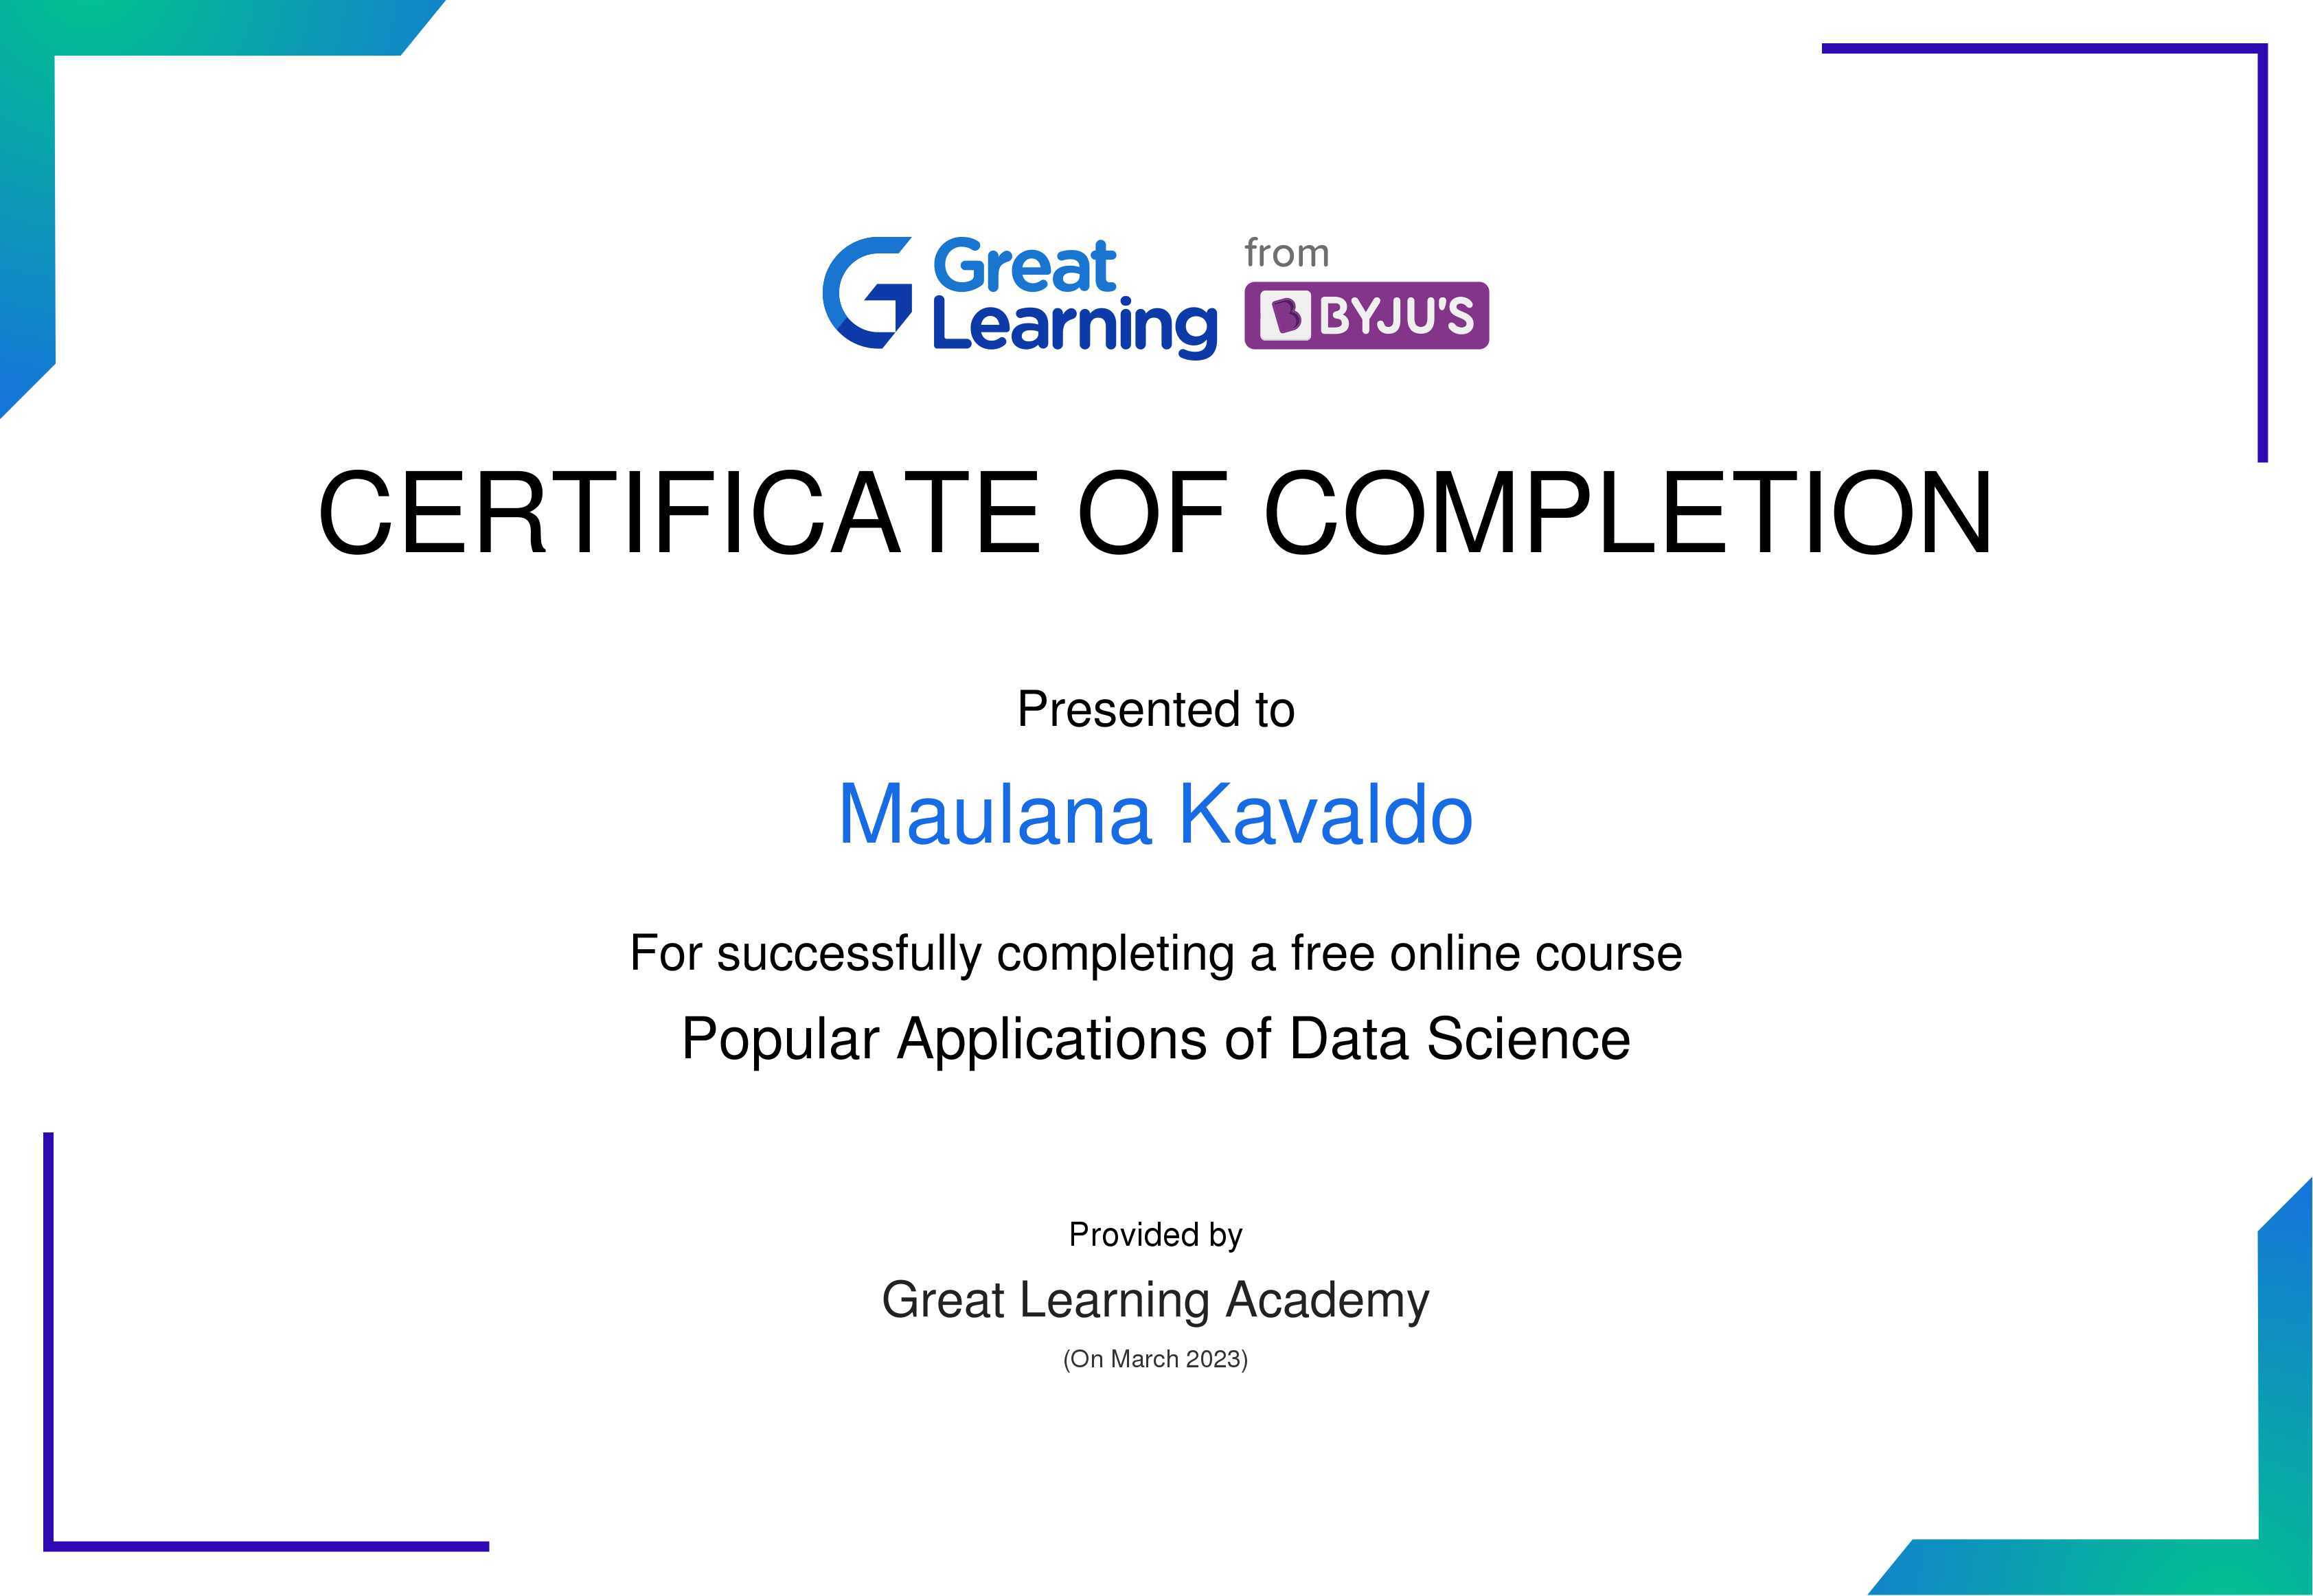 Great
Learning
from
BYJU'S
CERTIFICATE OF COMPLETION
Presented to
Maulana Kavaldo
For successfully completing a free online course
Popular Applications of Data Science
Provided by
Great Learning Academy
(On March 2023)